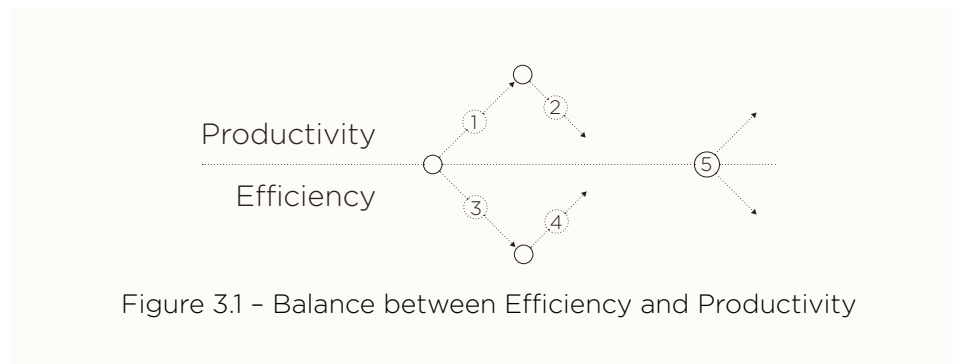 1
2
Productivity
5
Efficiency
3
4
Figure 3.1 – Balance between Efficiency and Productivity